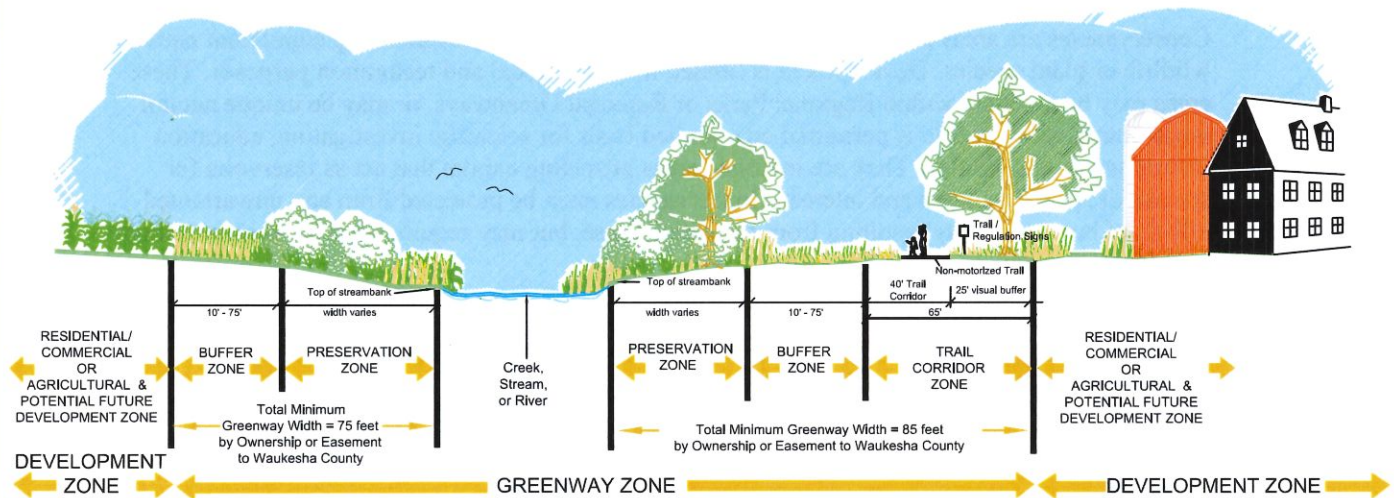 Trail /
Regulation Signs
Non-motorized Trail
Top of streambank
Top of streambank
40' Trail
Corridor
25' visual buffer
10' - 75'
width varies
width varies
10' - 75'
65'
RESIDENTIAL/
COMMERCIAL
OR
AGRICULTURAL &
POTENTIAL FUTURE
DEVELOPMENT ZONE
BUFFER
ZONE
PRESERVATION
ZONE
Creek,
Stream,
or River
PRESERVATION
ZONE
BUFFER
ZONE
TRAIL
CORRIDOR
ZONE
RESIDENTIAL/
COMMERCIAL
OR
AGRICULTURAL &
POTENTIAL FUTURE
DEVELOPMENT ZONE
Total Minimum
Greenway Width = 75 feet
by Ownership or Easement
to Waukesha County
Total Minimum Greenway Width = 85 feet
by Ownership or Easement to Waukesha County
DEVELOPMENT
ZONE
GREENWAY ZONE
DEVELOPMENT ZONE